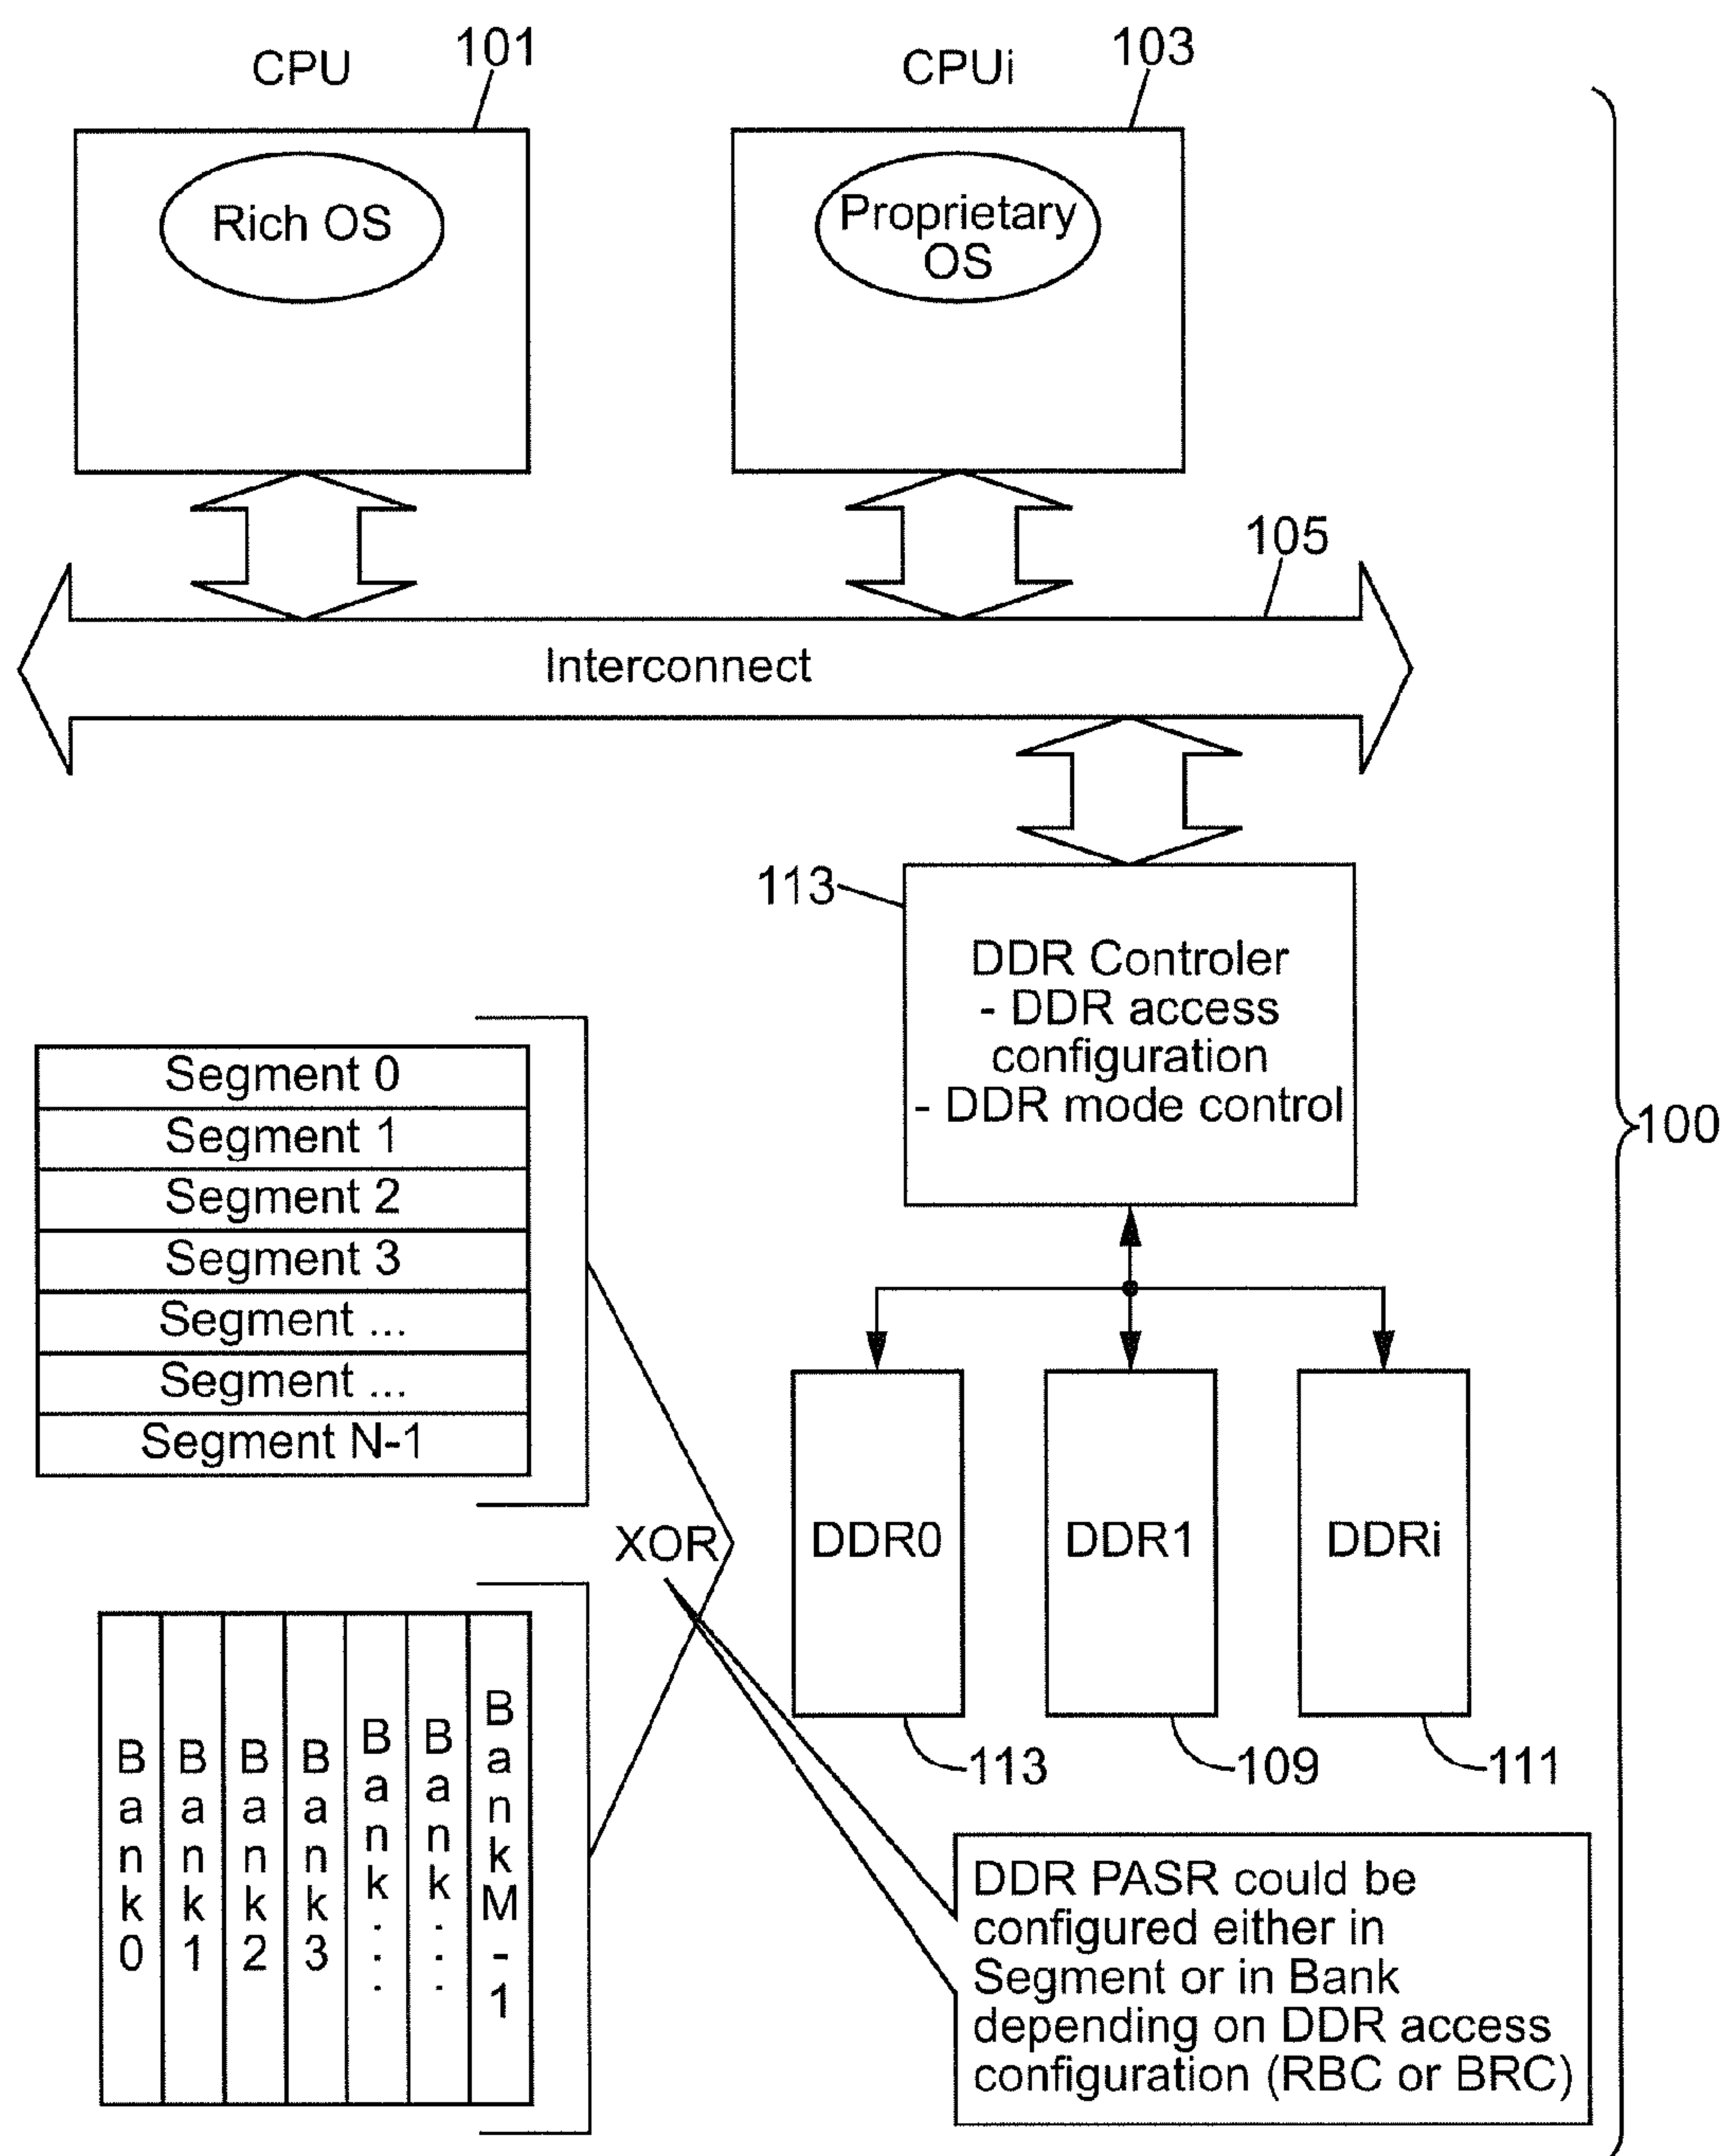 CPU
101
CPUi
103
Rich OS
Proprietary
OS
105
Interconnect
113
DDR Controler
- DDR access
configuration
- DDR mode control
100
Segment 0
Segment 1
Segment 2
Segment 3
Segment ...
Segment ...
Segment N-1
XOR
DDR0
DDR1
DDRi
113
109
111
Bank0
Bank1
Bank2
Bank3
Bank...
Bank...
BankM-1
DDR PASR could be
configured either in
Segment or in Bank
depending on DDR access
configuration (RBC or BRC)